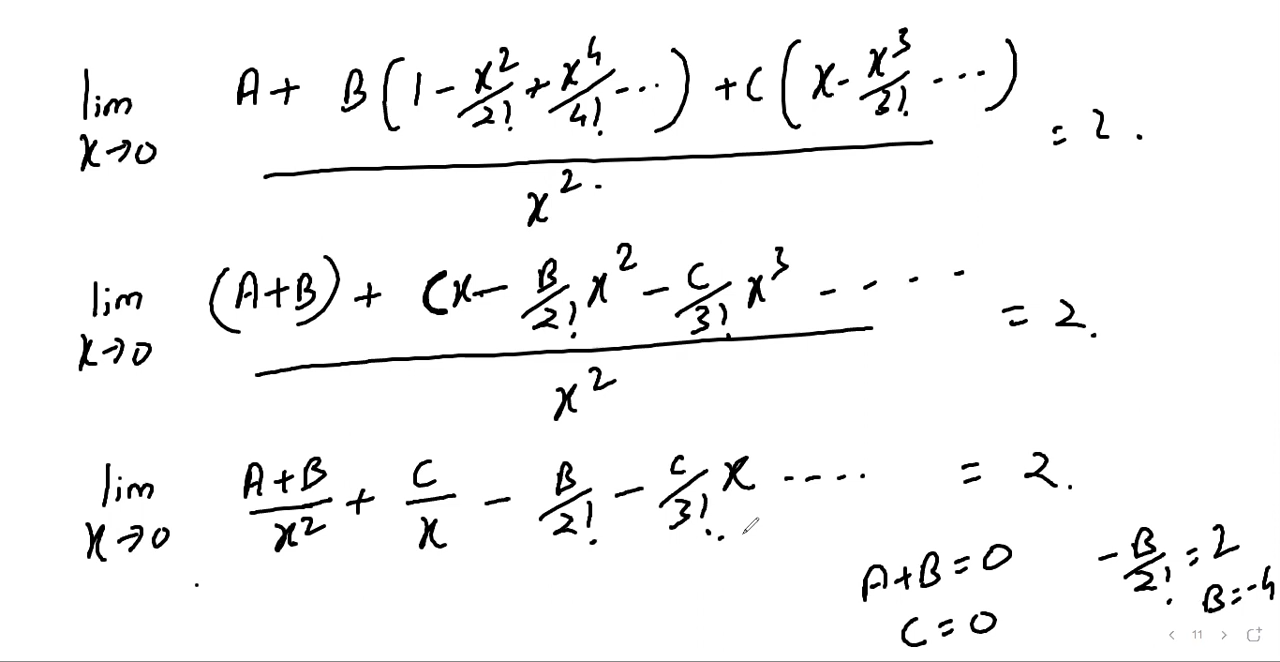 lim x→0 (A + B(1 - x²/2! + x⁴/4! ...) + C(x - x³/3! ...)) / x². = 2.
lim x→0 ((A+B) + Cx - B/2! x² - C/3! x³ - - - -) / x² = 2.
lim x→0 A+B/x² + C/x - B/2! - C/3! x ---- = 2.
A+B=0 -B/2! = 2
C=0 B=-4
< 11 >